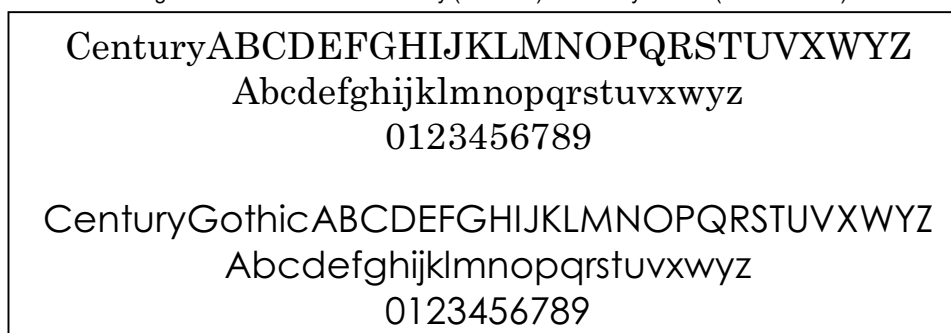 CenturyABCDEFGHIJKLMNOPQRSTUVXWYZ
Abcdefghijklmnopqrstuvxwyz
0123456789
CenturyGothicABCDEFGHIJKLMNOPQRSTUVXWYZ
Abcdefghijklmnopqrstuvxwyz
0123456789